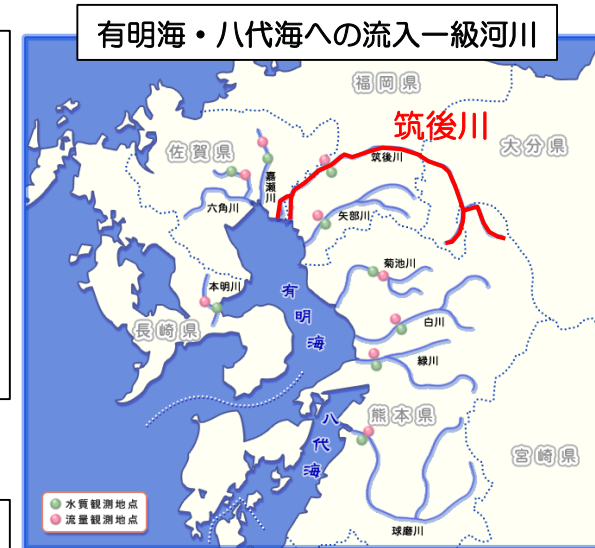 有明海・八代海への流入一級河川
福岡県
筑後川
大分県
佐賀県
筑後川
嘉瀬川
六角川
矢部川
菊池川
本明川
有明海
白川
長崎県
緑川
熊本県
八代海
宮崎県
水質観測地点
流量観測地点
球磨川